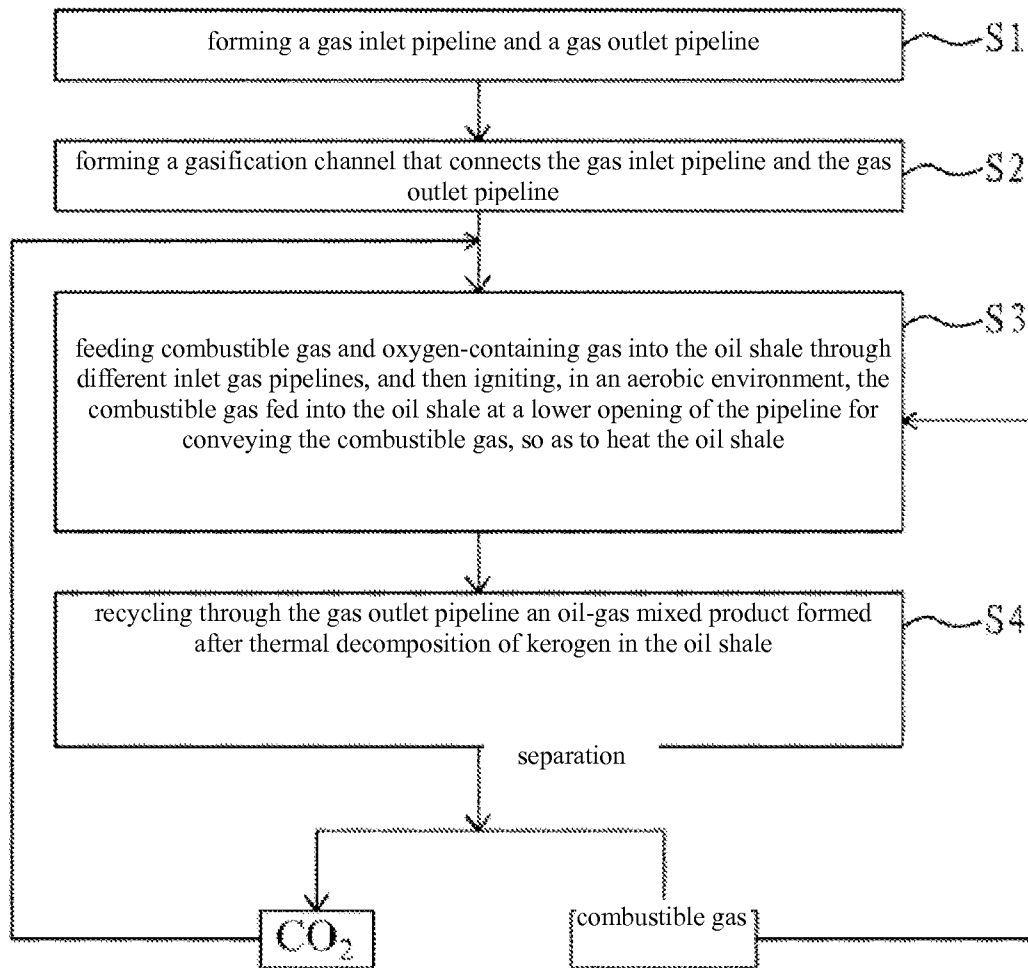 forming a gas inlet pipeline and a gas outlet pipeline
S1
forming a gasification channel that connects the gas inlet pipeline and the gas
outlet pipeline
S2
feeding combustible gas and oxygen-containing gas into the oil shale through
different inlet gas pipelines, and then igniting, in an aerobic environment, the
combustible gas fed into the oil shale at a lower opening of the pipeline for
conveying the combustible gas, so as to heat the oil shale
S3
recycling through the gas outlet pipeline an oil-gas mixed product formed
after thermal decomposition of kerogen in the oil shale
S4
separation
CO₂
combustible gas